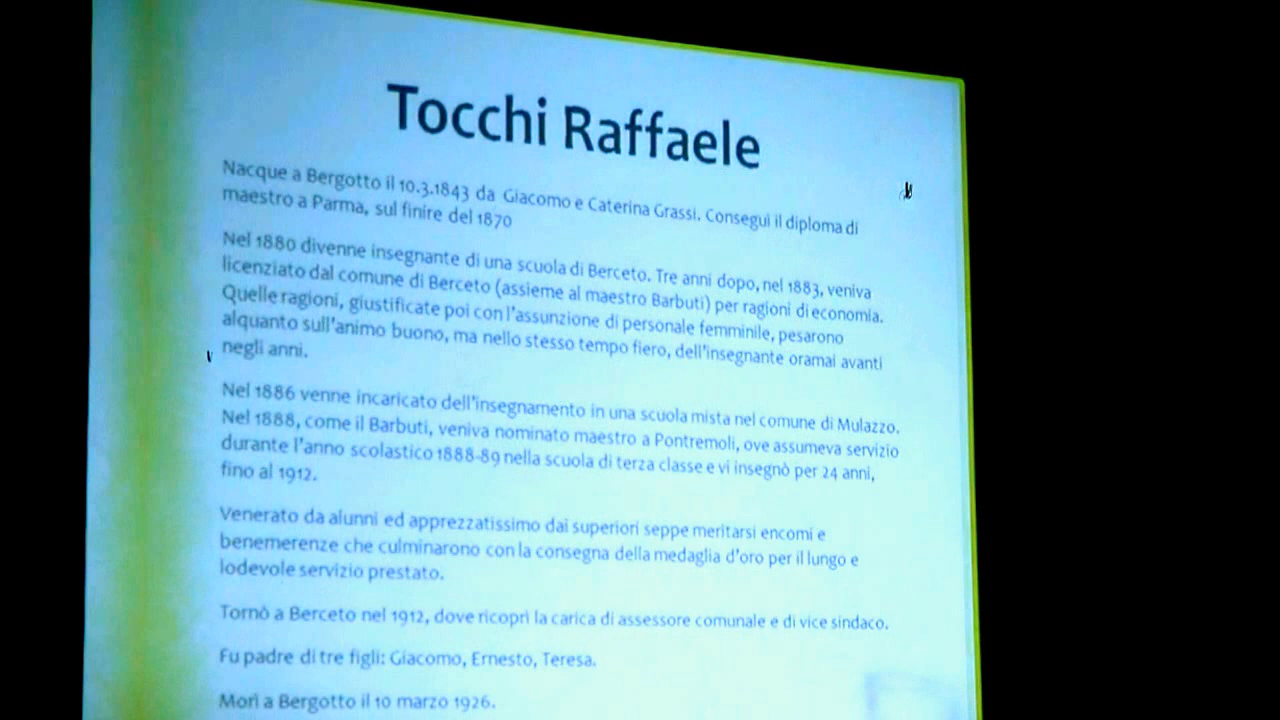 Tocchi Raffaele
Nacque a Bergotto il 10.3.1843 da Giacomo e Caterina Grassi. Conseguì il diploma di
maestro a Parma, sul finire del 1870
Nel 1880 divenne insegnante di una scuola di Berceto. Tre anni dopo, nel 1883, veniva
licenziato dal comune di Berceto (assieme al maestro Barbuti) per ragioni di economia.
Quelle ragioni, giustificate poi con l'assunzione di personale femminile, pesarono
alquanto sull'animo buono, ma nello stesso tempo fiero, dell'insegnante oramai avanti
negli anni.
Nel 1886 venne incaricato dell'insegnamento in una scuola mista nel comune di Mulazzo.
Nel 1888, come il Barbuti, veniva nominato maestro a Pontremoli, ove assumeva servizio
durante l'anno scolastico 1888-89 nella scuola di terza classe e vi insegnò per 24 anni,
fino al 1912.
Venerato da alunni ed apprezzatissimo dai superiori seppe meritarsi encomi e
benemerenze che culminarono con la consegna della medaglia d'oro per il lungo e
lodevole servizio prestato.
Tornò a Berceto nel 1912, dove ricoprì la carica di assessore comunale e di vice sindaco.
Fu padre di tre figli: Giacomo, Ernesto, Teresa.
Morì a Bergotto il 10 marzo 1926.